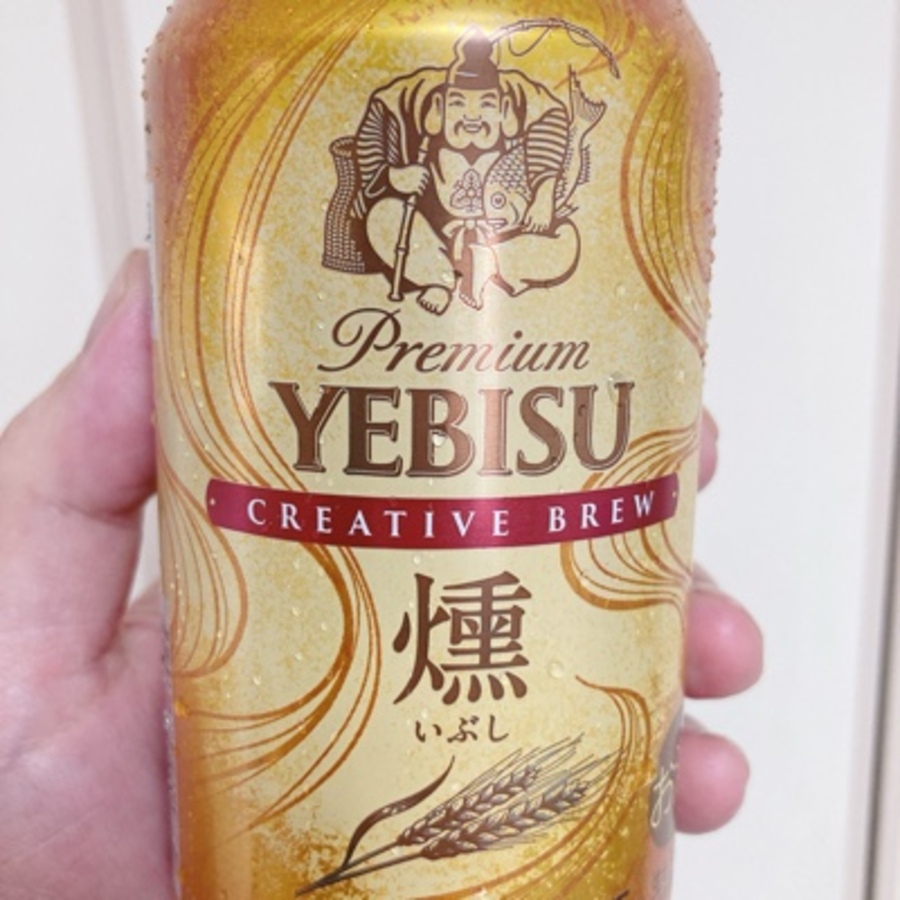 Premium
YEBISU
CREATIVE BREW
燻
いぶし